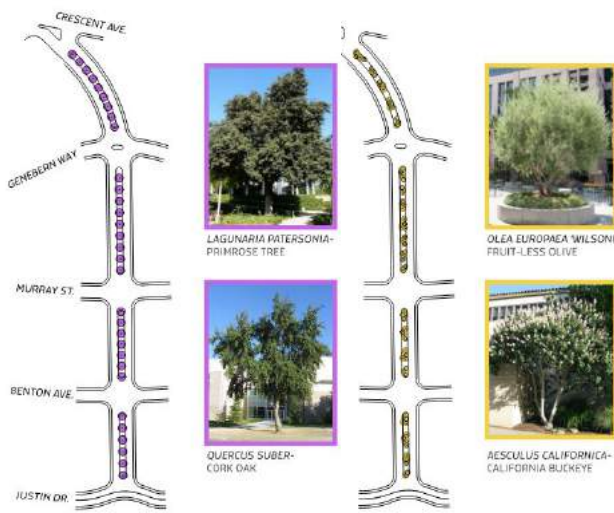 CRESCENT AVE.
GENEBERN WAY
MURRAY ST.
BENTON AVE.
JUSTIN DR.
LAGUNARIA PATERSONIA-
PRIMROSE TREE
QUERCUS SUBER-
CORK OAK
OLEA EUROPAEA 'WILSONI
FRUIT-LESS OLIVE
AESCULUS CALIFORNICA-
CALIFORNIA BUCKEYE